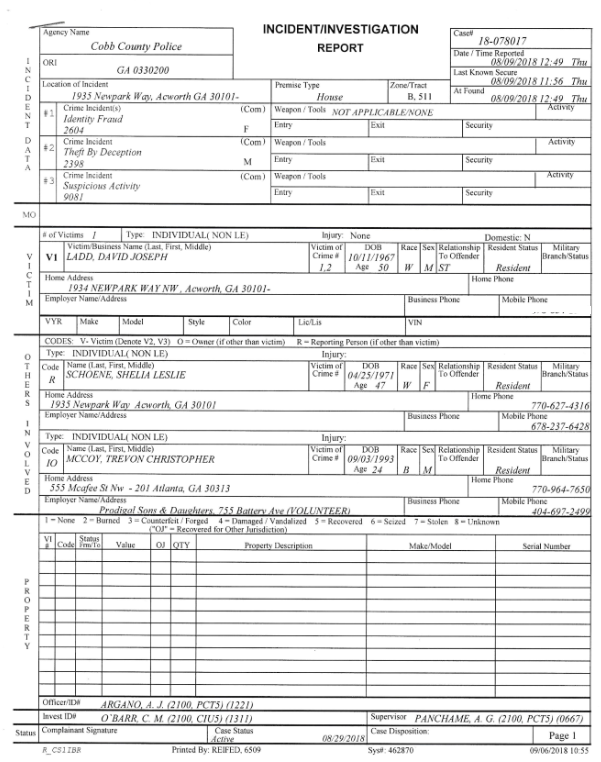 Agency Name
Cobb County Police
INCIDENT/INVESTIGATION
REPORT
Case#
18-078017
Date / Time Reported
08/09/2018 12:49 Thu
ORI
GA 0330200
Last Known Secure
08/09/2018 11:56 Thu
At Found
08/09/2018 12:49 Thu
INCIDENT DATA
Location of Incident
1935 Newpark Way, Acworth GA 30101-
Premise Type
House
Zone/Tract
B, 511
#1 Crime Incident(s) (Com)
Identity Fraud
2604 F
Weapon / Tools NOT APPLICABLE/NONE
Activity
Entry Exit Security
#2 Crime Incident (Com)
Theft By Deception
2398 M
Weapon / Tools
Activity
Entry Exit Security
#3 Crime Incident (Com)
Suspicious Activity
9081
Weapon / Tools
Activity
Entry Exit Security
MO
VICTIM
# of Victims 1 Type: INDIVIDUAL( NON LE) Injury: None Domestic: N
V1 Victim/Business Name (Last, First, Middle)
LADD, DAVID JOSEPH
Victim of Crime #
1,2
DOB
10/11/1967
Age 50
Race
W
Sex
M
Relationship To Offender
ST
Resident Status
Resident
Military Branch/Status
Home Address
1934 NEWPARK WAY NW , Acworth, GA 30101-
Home Phone
Employer Name/Address
Business Phone
Mobile Phone
VYR Make Model Style Color Lic/Lis VIN
OTHERS INVOLVED
CODES: V- Victim (Denote V2, V3) O = Owner (if other than victim) R = Reporting Person (if other than victim)
Type: INDIVIDUAL( NON LE) Injury:
Code
R
Name (Last, First, Middle)
SCHOENE, SHELIA LESLIE
Victim of Crime #
DOB
04/25/1971
Age 47
Race
W
Sex
F
Relationship To Offender
Resident Status
Resident
Military Branch/Status
Home Address
1935 Newpark Way Acworth, GA 30101
Home Phone
770-627-4316
Employer Name/Address
Business Phone
Mobile Phone
678-237-6428
Type: INDIVIDUAL( NON LE) Injury:
Code
IO
Name (Last, First, Middle)
MCCOY, TREVON CHRISTOPHER
Victim of Crime #
DOB
09/03/1993
Age 24
Race
B
Sex
M
Relationship To Offender
Resident Status
Resident
Military Branch/Status
Home Address
555 Mcafee St Nw - 201 Atlanta, GA 30313
Home Phone
770-964-7650
Employer Name/Address
Prodigal Sons & Daughters, 755 Battery Ave (VOLUNTEER)
Business Phone
Mobile Phone
404-697-2499
1 = None 2 = Burned 3 = Counterfeit / Forged 4 = Damaged / Vandalized 5 = Recovered 6 = Seized 7 = Stolen 8 = Unknown
("OJ" = Recovered for Other Jurisdiction)
PROPERTY
VI # Code Status Frm/To Value OJ QTY Property Description Make/Model Serial Number
Officer/ID# ARGANO, A. J. (2100, PCT5) (1221)
Invest ID# O`BARR, C. M. (2100, CIU5) (1311)
Supervisor PANCHAME, A. G. (2100, PCT5) (0667)
Status
Complainant Signature
Case Status
Active 08/29/2018
Case Disposition:
Page 1
R_CS1IBR
Printed By: REIFED, 6509
Sys#: 462870
09/06/2018 10:55